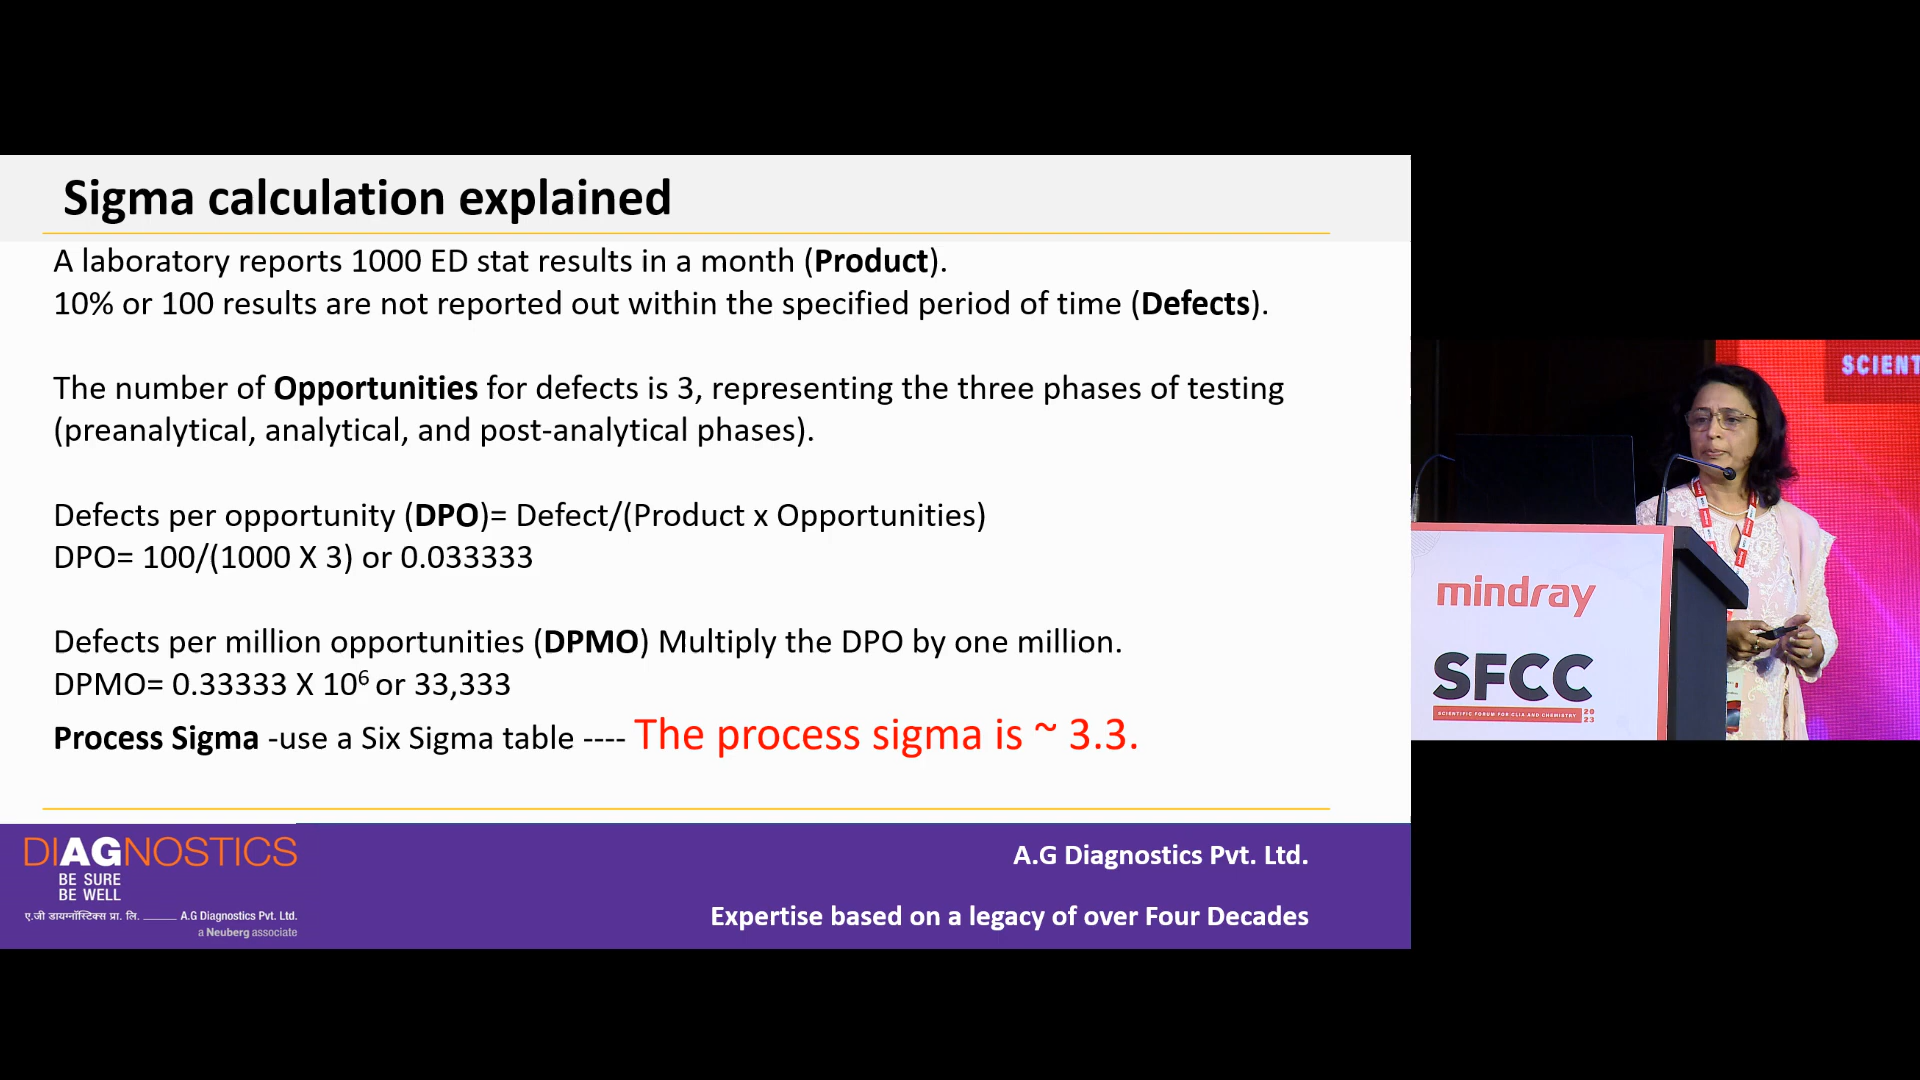 Sigma calculation explained
A laboratory reports 1000 ED stat results in a month (Product).
10% or 100 results are not reported out within the specified period of time (Defects).
The number of Opportunities for defects is 3, representing the three phases of testing
(preanalytical, analytical, and post-analytical phases).
Defects per opportunity (DPO)= Defect/(Product x Opportunities)
DPO= 100/(1000 X 3) or 0.033333
Defects per million opportunities (DPMO) Multiply the DPO by one million.
DPMO= 0.33333 X 10⁶ or 33,333
Process Sigma -use a Six Sigma table ---- The process sigma is ~ 3.3.
DIAGNOSTICS
BE SURE
BE WELL
ए.जी डायग्नॉस्टिक्स प्रा. लि. ____ A.G Diagnostics Pvt. Ltd.
a Neuberg associate
A.G Diagnostics Pvt. Ltd.
Expertise based on a legacy of over Four Decades
SCIENT
mindray
SFCC
SCIENTIFIC FORUM FOR CLIA AND CHEMISTRY
20
23